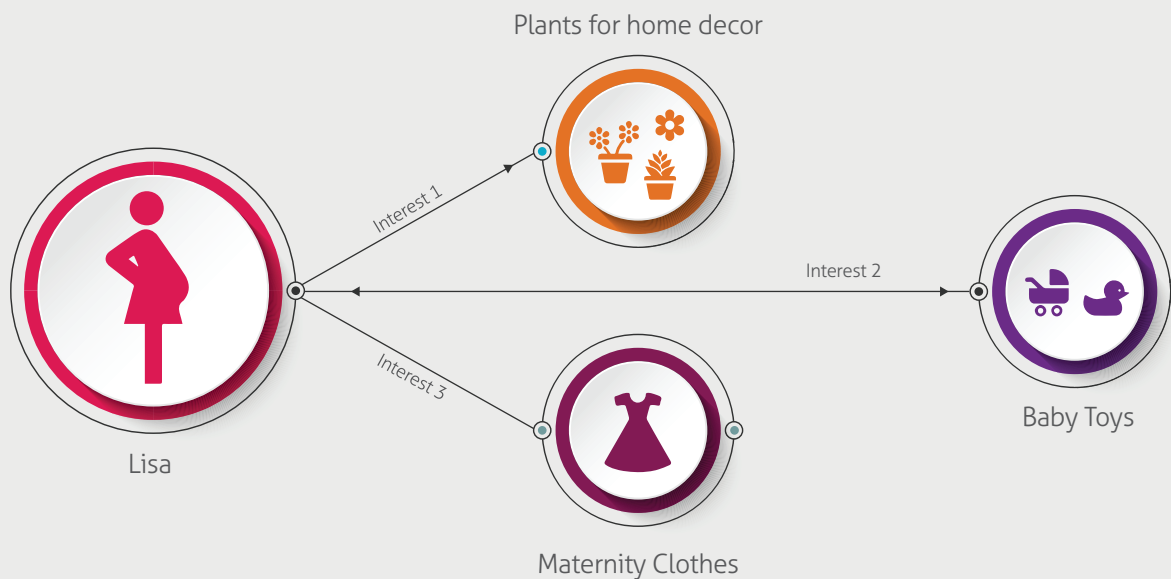 Plants for home decor
Interest 1
Interest 2
Interest 3
Lisa
Baby Toys
Maternity Clothes